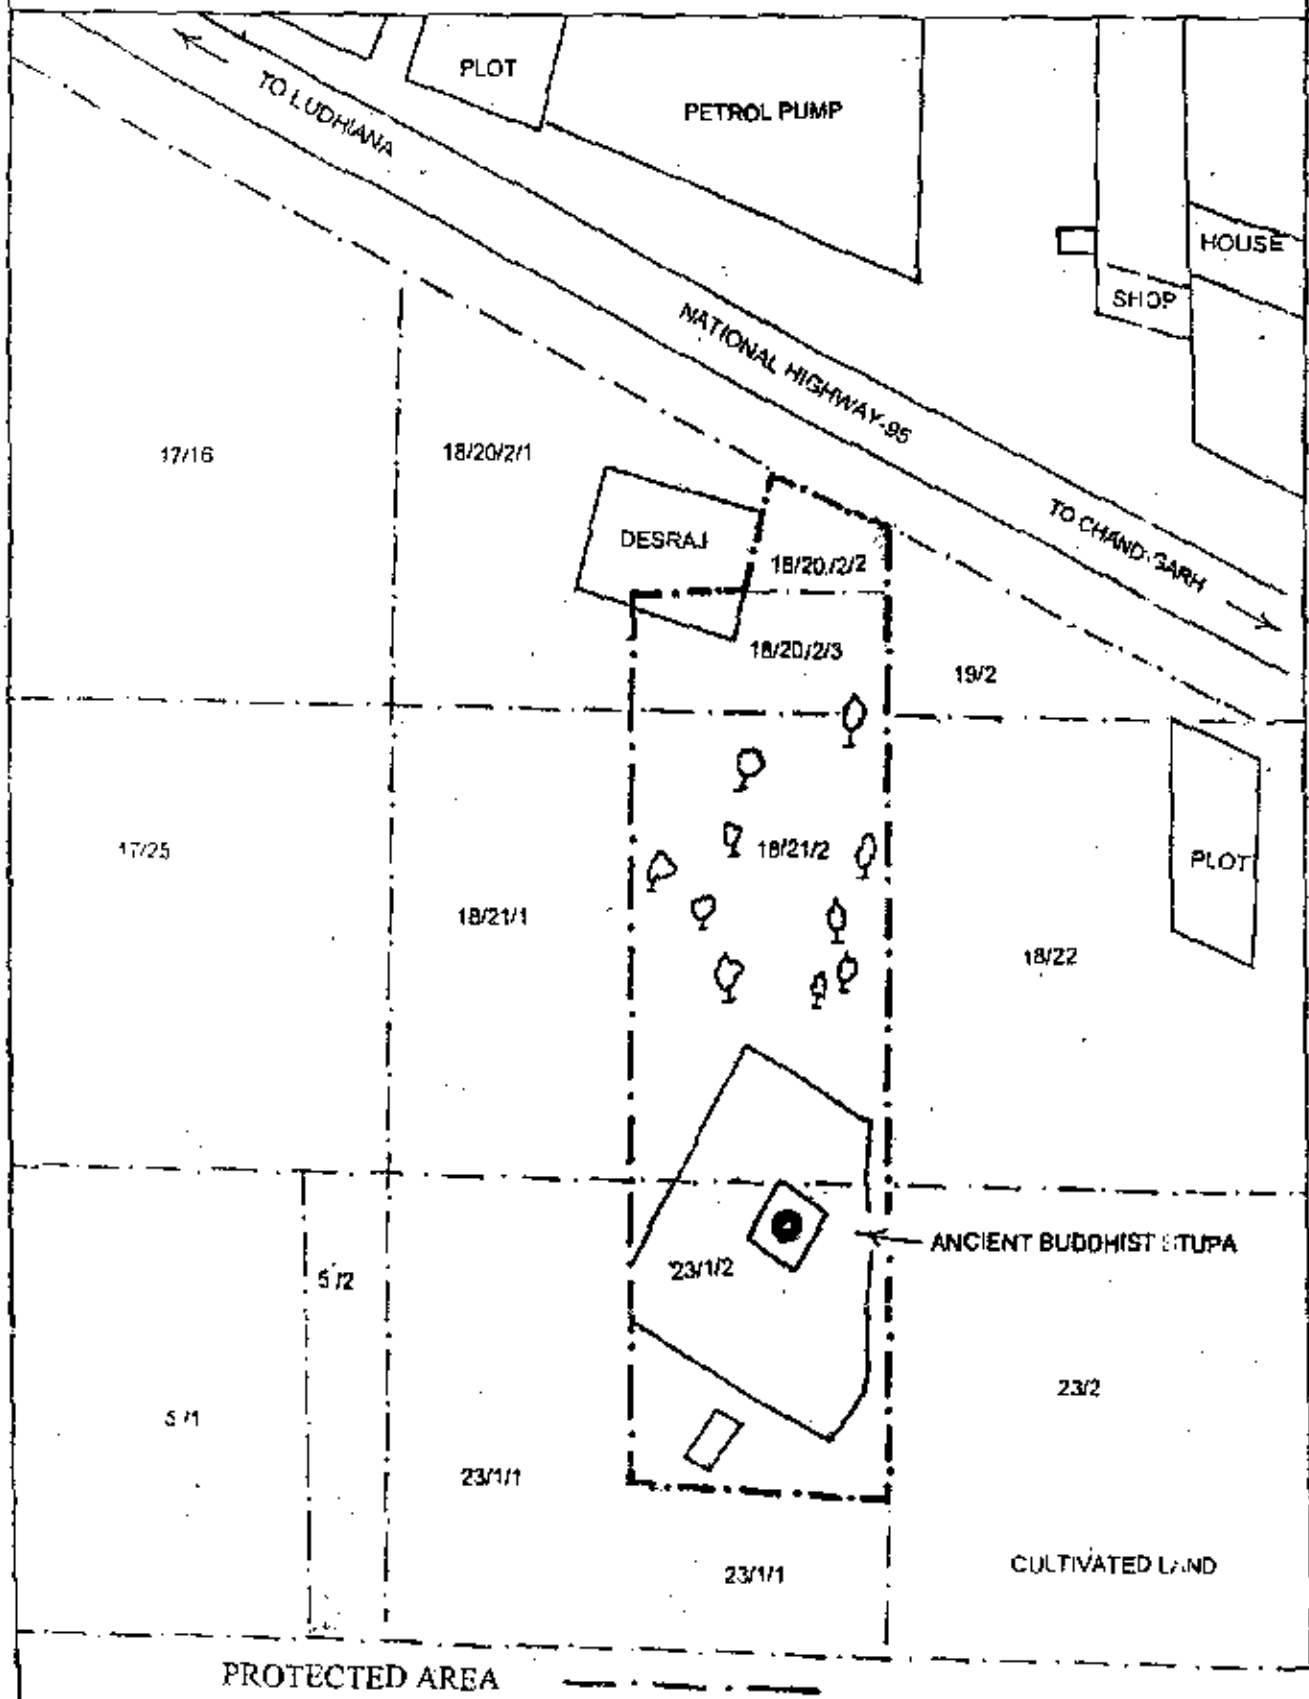 PLOT
PETROL PUMP
TO LUDHIANA
HOUSE
SHOP
NATIONAL HIGHWAY-95
17/16
18/20/2/1
TO CHAND-GARH
DESRAJ
18/20/2/2
18/20/2/3
19/2
17/25
18/21/2
PLOT
18/21/1
18/22
ANCIENT BUDDHIST STUPA
23/1/2
5/2
23/2
5/1
23/1/1
CULTIVATED LAND
23/1/1
PROTECTED AREA